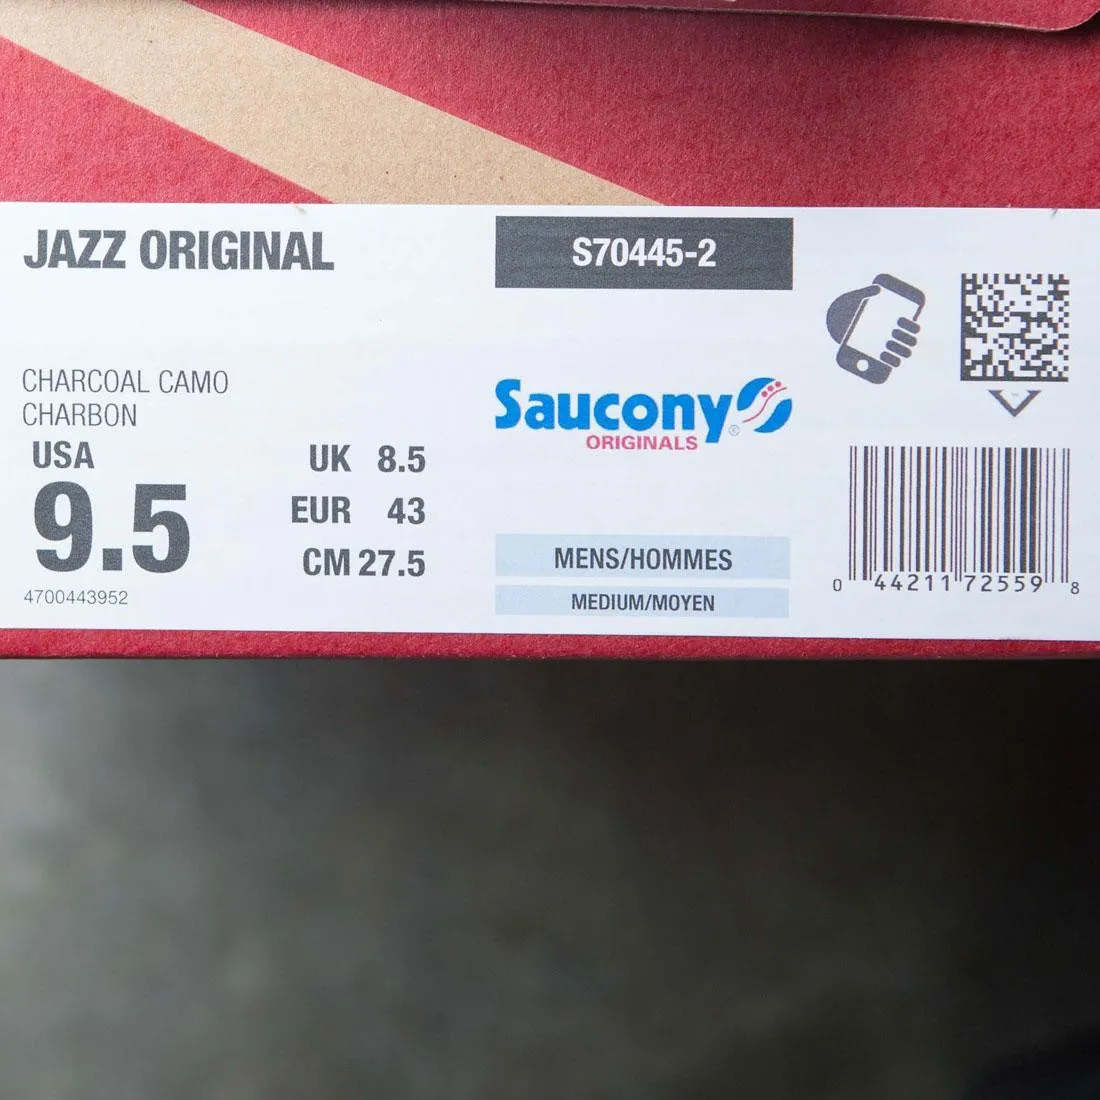 JAZZ ORIGINAL
S70445-2
CHARCOAL CAMO
CHARBON
Saucony®
ORIGINALS
USA
9.5
UK 8.5
EUR 43
CM 27.5
4700443952
MENS/HOMMES
MEDIUM/MOYEN
0 44211 72559 8